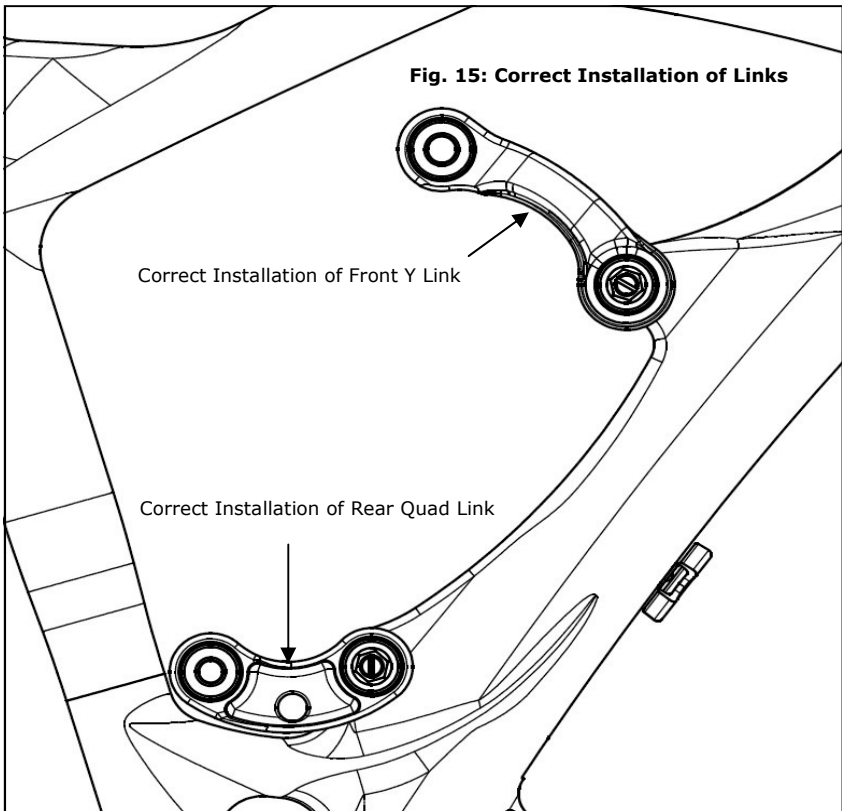 Fig. 15: Correct Installation of Links
Correct Installation of Front Y Link
Correct Installation of Rear Quad Link